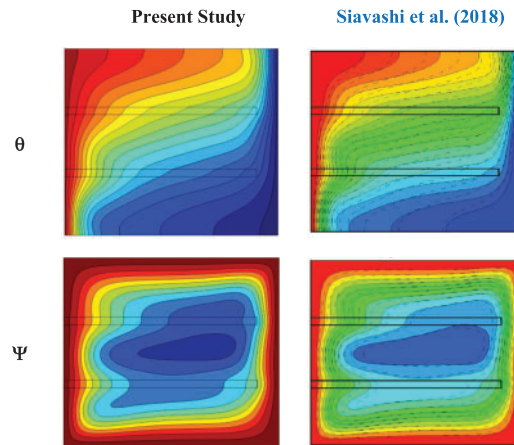 Present Study
Siavashi et al. (2018)
θ
Ψ